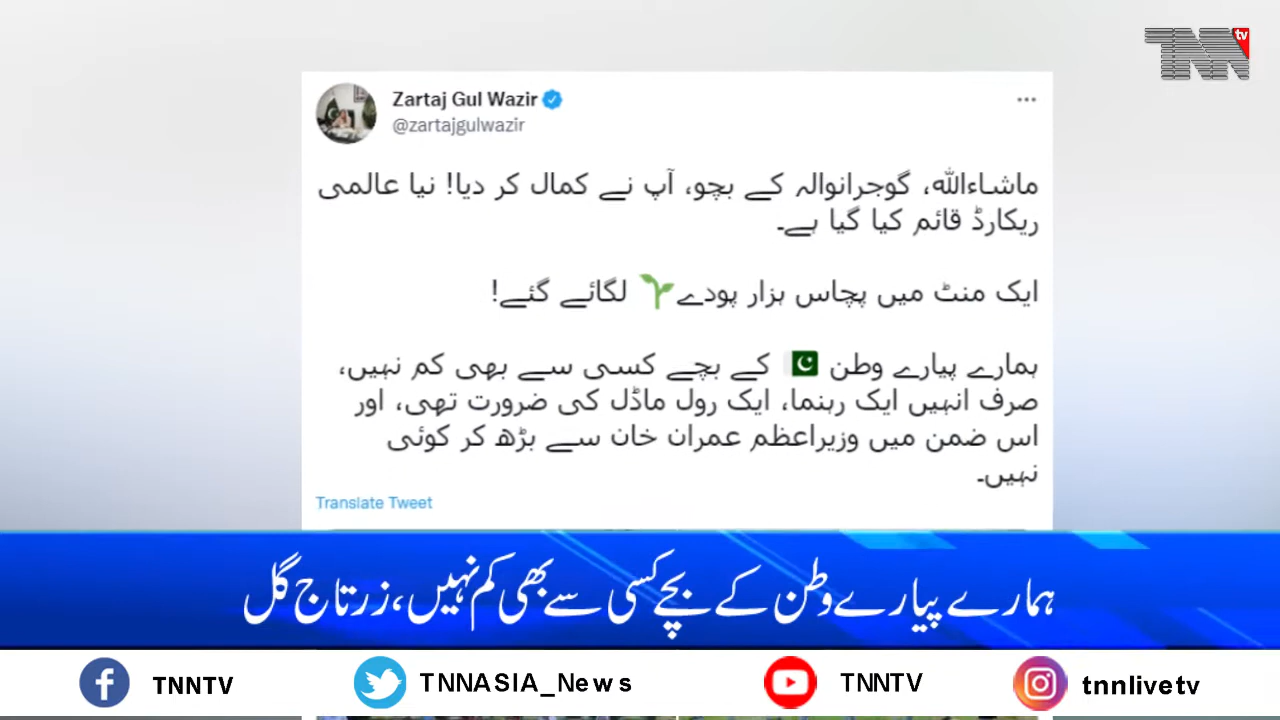 TNN tv
Zartaj Gul Wazir
@zartajgulwazir
ماشاءاللہ، گوجرانوالہ کے بچو، آپ نے کمال کر دیا! نیا عالمی
ریکارڈ قائم کیا گیا ہے۔
ایک منٹ میں پچاس ہزار پودے🌱 لگائے گئے!
ہمارے پیارے وطن 🇵🇰 کے بچے کسی سے بھی کم نہیں،
صرف انہیں ایک رہنما، ایک رول ماڈل کی ضرورت تھی، اور
اس ضمن میں وزیراعظم عمران خان سے بڑھ کر کوئی
نہیں۔
Translate Tweet
ہمارے پیارے وطن کے بچے کسی سے بھی کم نہیں، زرتاج گل
TNNTV
TNNASIA_News
TNNTV
tnnlivetv